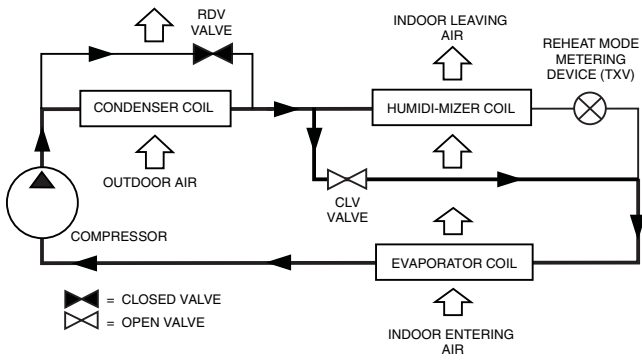 RDV
VALVE
INDOOR LEAVING
AIR
REHEAT MODE
METERING
DEVICE (TXV)
CONDENSER COIL
HUMIDI-MIZER COIL
OUTDOOR AIR
CLV
VALVE
COMPRESSOR
EVAPORATOR COIL
= CLOSED VALVE
= OPEN VALVE
INDOOR ENTERING
AIR